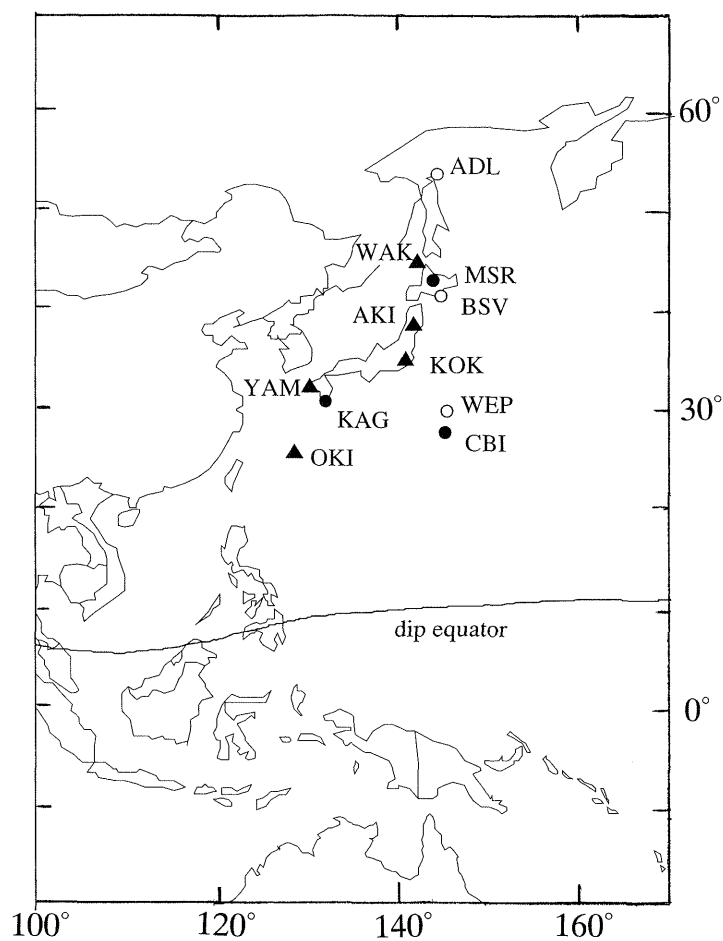 60°
ADL
WAK
MSR
BSV
AKI
KOK
YAM
WEP
30°
KAG
CBI
OKI
dip equator
0°
100° 120° 140° 160°